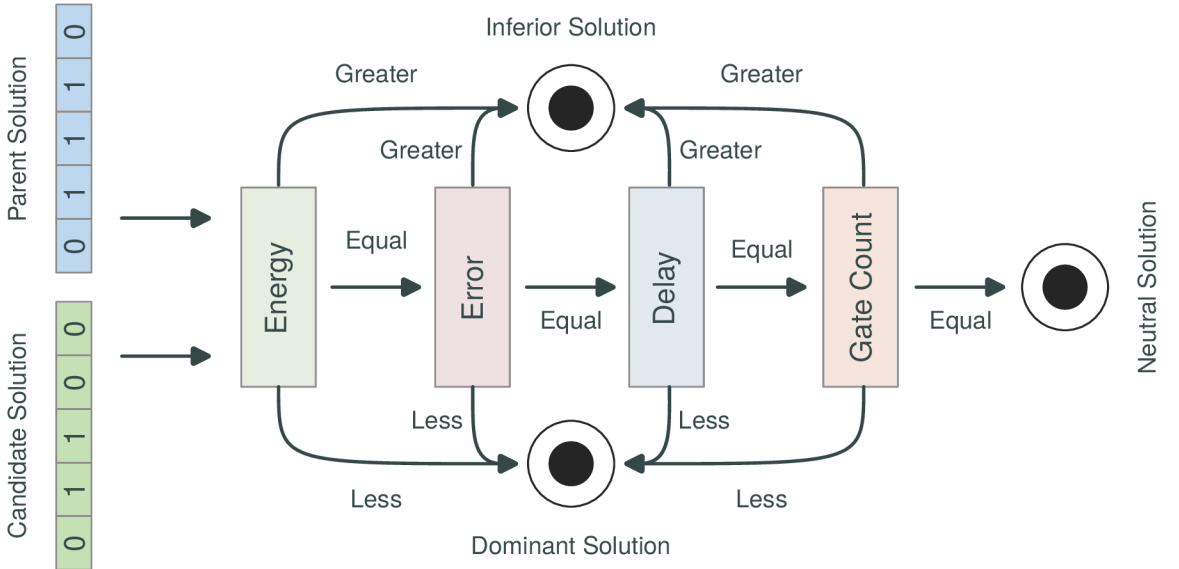 Parent Solution
0
1
1
1
0
Candidate Solution
0
0
1
1
0
Inferior Solution
Greater
Greater
Greater
Greater
Energy
Equal
Error
Equal
Delay
Equal
Gate Count
Equal
Neutral Solution
Less
Less
Less
Less
Dominant Solution